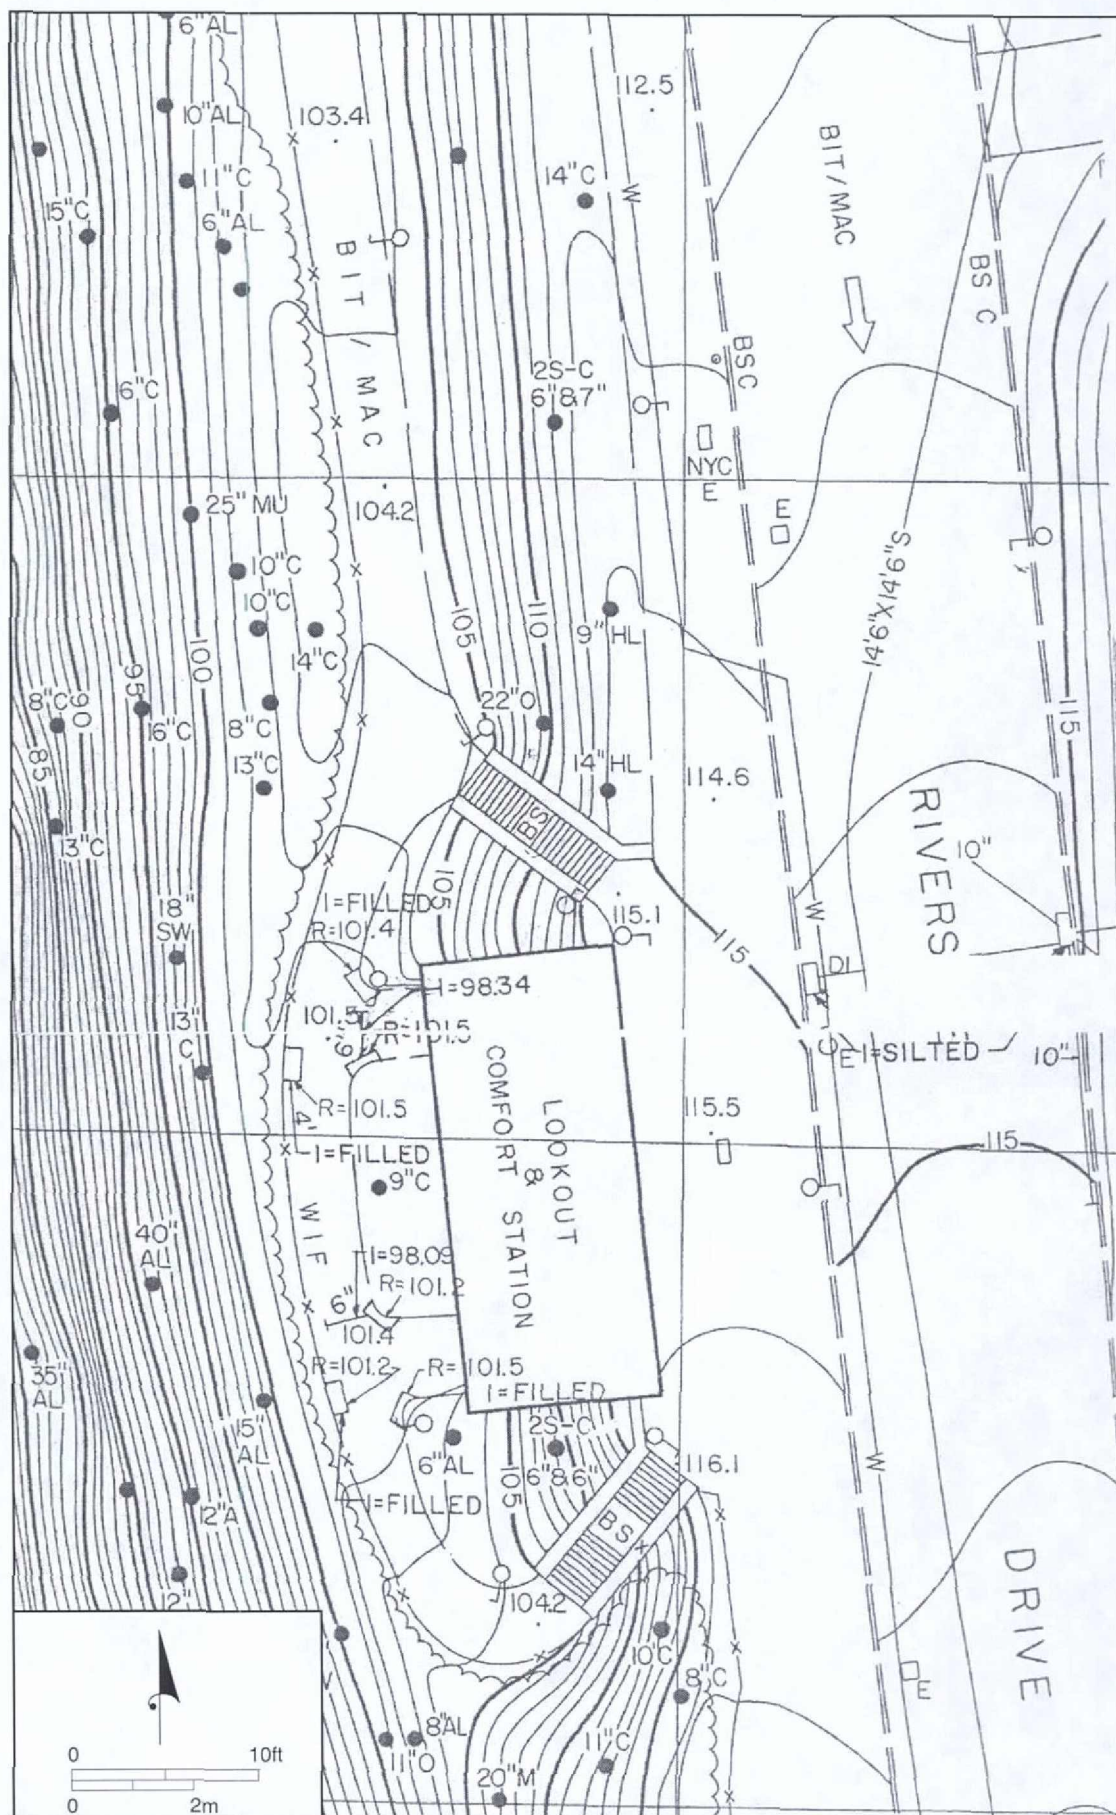 6"AL
10"AL
103.4
112.5
11"C
14"C
W
15"C
6"AL
BIT/MAC
BIT / MAC
BSC
BSC
2S-C
6"&7"
6"C
NYC
E
E
25" MU
104.2
10"C
10"C
14"C
105
110
9"HL
14'6"X14'6"S
100
95
90
85
8"C
16"C
8"C
22"O
115
13"C
14"HL
114.6
13"C
BS
RIVERS
10"
105
I=FILLED
R=101.4
115.1
115
W
18"
SW
DI
I=98.34
101.5
R=101.5
13"
C
E
I=SILTED
10"
R=101.5
4'
I=FILLED
LOOKOUT
&
COMFORT STATION
115.5
115
9"C
WIF
40"
AL
I=98.09
R=101.2
6"
101.4
35"
AL
R=101.2
R=101.5
I=FILLED
15"
AL
2S-C
6"&6"
6"AL
105
116.1
W
12"A
I=FILLED
BS
12"
104.2
DRIVE
10"C
8"C
E
8"AL
11"O
11"C
20"M
0 10ft
0 2m